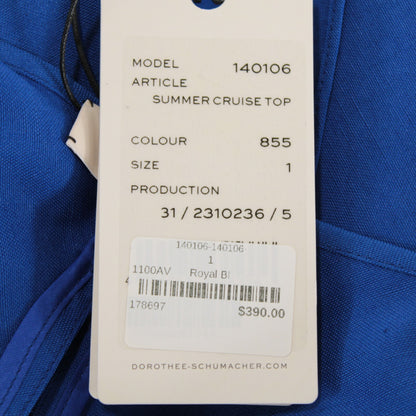 MODEL 140106
ARTICLE
SUMMER CRUISE TOP
COLOUR 855
SIZE 1
PRODUCTION
31 / 2310236 / 5
140106-140106
1
1100AV Royal Bl
178697 $390.00
DOROTHEE-SCHUMACHER.COM